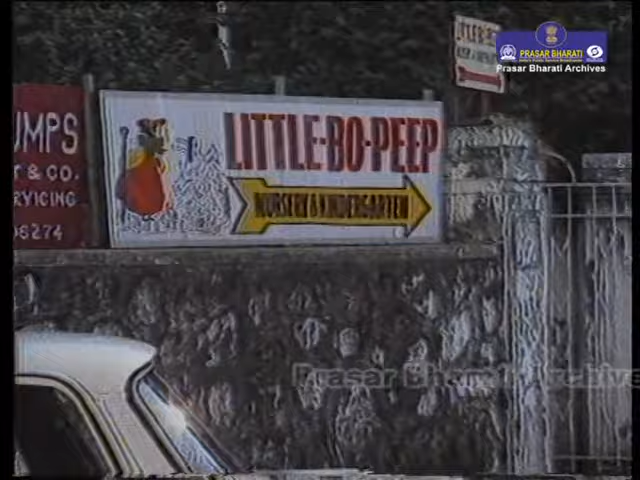 UMPS
T & CO.
RVICING
06274
LITTLE-BO-PEEP
NURSERY & KINDERGARTEN
PRASAR BHARATI
Prasar Bharati Archives
Prasar Bharati Archives